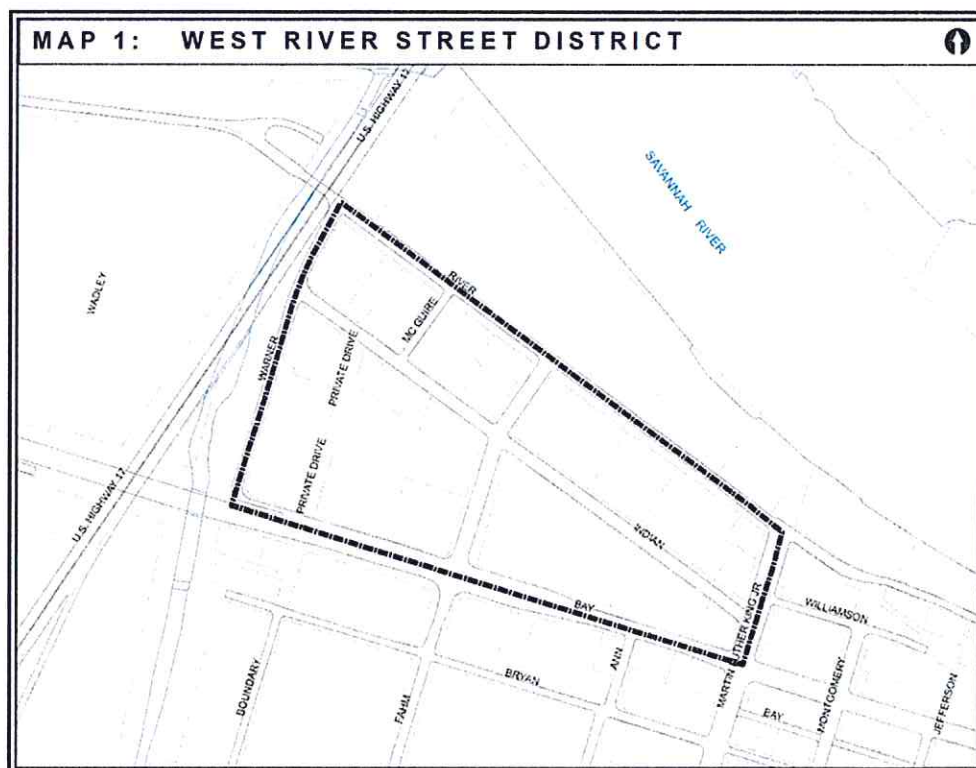 MAP 1: WEST RIVER STREET DISTRICT
U.S. HIGHWAY 17
SAVANNAH RIVER
WADLEY
RIVER
MC GUIRE
WARNER
PRIVATE DRIVE
PRIVATE DRIVE
U.S. HIGHWAY 17
INDIAN
BAY
MARTIN LUTHER KING JR
WILLIAMSON
BOUNDARY
FAHM
BRYAN
ANN
BAY
MONTGOMERY
JEFFERSON